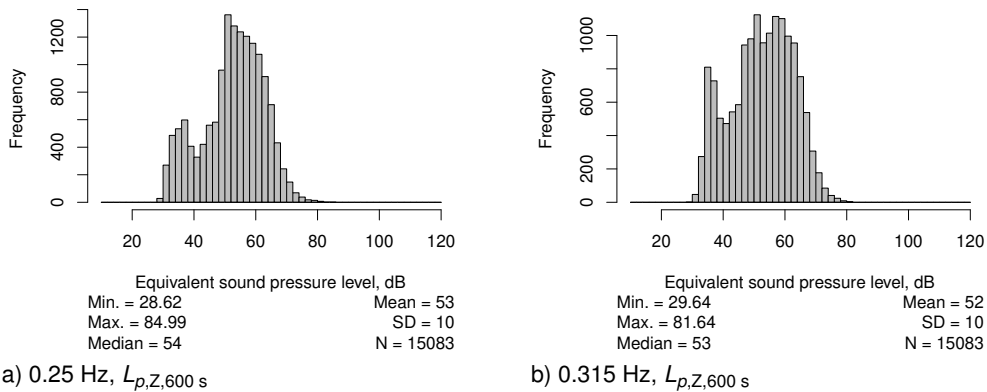 1200
800
400
0
Frequency
20 40 60 80 100 120
Equivalent sound pressure level, dB
Min. = 28.62 Mean = 53
Max. = 84.99 SD = 10
Median = 54 N = 15083
a) 0.25 Hz, Lp,Z,600 s
1000
600
200
0
Frequency
20 40 60 80 100 120
Equivalent sound pressure level, dB
Min. = 29.64 Mean = 52
Max. = 81.64 SD = 10
Median = 53 N = 15083
b) 0.315 Hz, Lp,Z,600 s